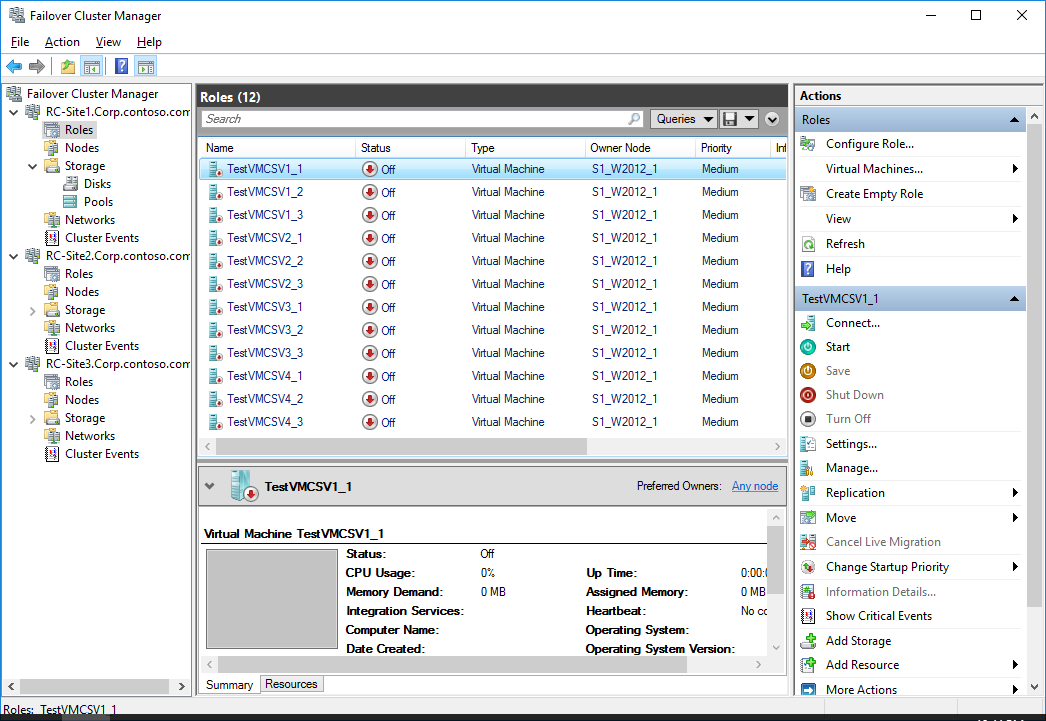 Failover Cluster Manager
File Action View Help
Failover Cluster Manager
RC-Site1.Corp.contoso.com
Roles
Nodes
Storage
Disks
Pools
Networks
Cluster Events
RC-Site2.Corp.contoso.com
Roles
Nodes
Storage
Networks
Cluster Events
RC-Site3.Corp.contoso.com
Roles
Nodes
Storage
Networks
Cluster Events
Roles (12)
Search Queries
Name Status Type Owner Node Priority Inf
TestVMCSV1_1 Off Virtual Machine S1_W2012_1 Medium
TestVMCSV1_2 Off Virtual Machine S1_W2012_1 Medium
TestVMCSV1_3 Off Virtual Machine S1_W2012_1 Medium
TestVMCSV2_1 Off Virtual Machine S1_W2012_1 Medium
TestVMCSV2_2 Off Virtual Machine S1_W2012_1 Medium
TestVMCSV2_3 Off Virtual Machine S1_W2012_1 Medium
TestVMCSV3_1 Off Virtual Machine S1_W2012_1 Medium
TestVMCSV3_2 Off Virtual Machine S1_W2012_1 Medium
TestVMCSV3_3 Off Virtual Machine S1_W2012_1 Medium
TestVMCSV4_1 Off Virtual Machine S1_W2012_1 Medium
TestVMCSV4_2 Off Virtual Machine S1_W2012_1 Medium
TestVMCSV4_3 Off Virtual Machine S1_W2012_1 Medium
TestVMCSV1_1 Preferred Owners: Any node
Virtual Machine TestVMCSV1_1
Status: Off
CPU Usage: 0% Up Time: 0:00:0
Memory Demand: 0 MB Assigned Memory: 0 MB
Integration Services: Heartbeat: No co
Computer Name: Operating System:
Date Created: Operating System Version:
Summary Resources
Actions
Roles
Configure Role...
Virtual Machines...
Create Empty Role
View
Refresh
Help
TestVMCSV1_1
Connect...
Start
Save
Shut Down
Turn Off
Settings...
Manage...
Replication
Move
Cancel Live Migration
Change Startup Priority
Information Details...
Show Critical Events
Add Storage
Add Resource
More Actions
Roles: TestVMCSV1_1